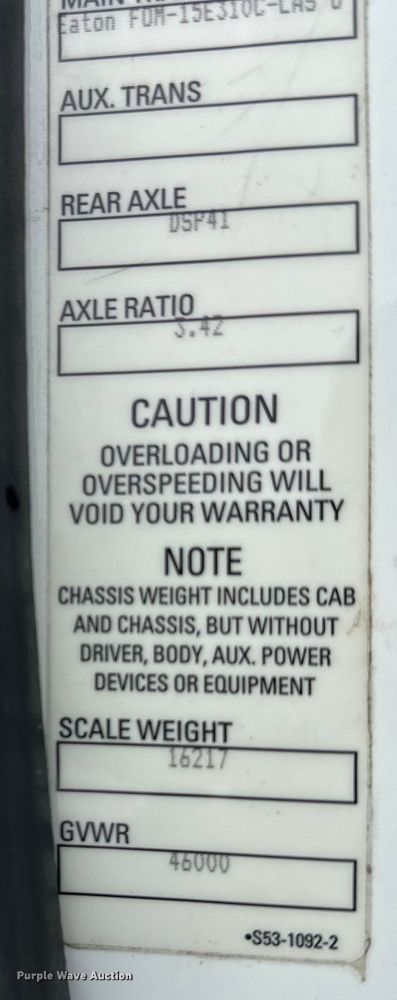 Eaton FOM-15E310C-LAS
AUX. TRANS
REAR AXLE
DSP41
AXLE RATIO
3.42
CAUTION
OVERLOADING OR
OVERSPEEDING WILL
VOID YOUR WARRANTY
NOTE
CHASSIS WEIGHT INCLUDES CAB
AND CHASSIS, BUT WITHOUT
DRIVER, BODY, AUX. POWER
DEVICES OR EQUIPMENT
SCALE WEIGHT
16217
GVWR
46000
•S53-1092-2
Purple Wave Auction